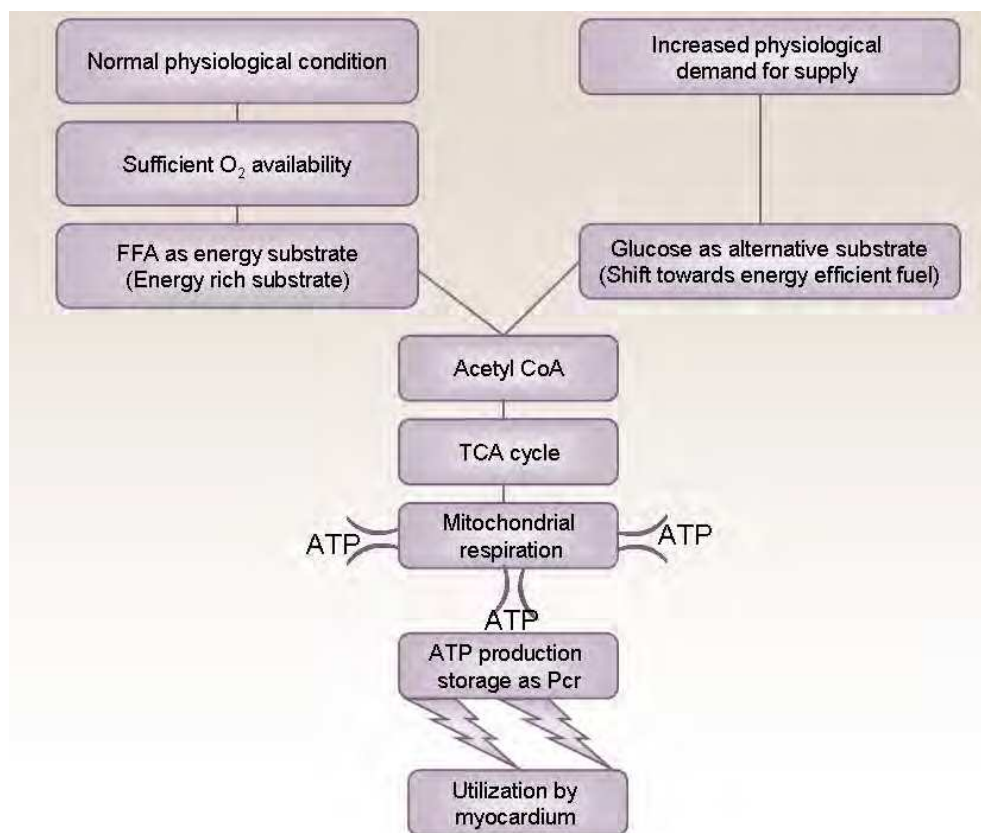 Normal physiological condition
Increased physiological
demand for supply
Sufficient O₂ availability
FFA as energy substrate
(Energy rich substrate)
Glucose as alternative substrate
(Shift towards energy efficient fuel)
Acetyl CoA
TCA cycle
Mitochondrial
respiration
ATP
ATP
ATP
ATP production
storage as Pcr
Utilization by
myocardium